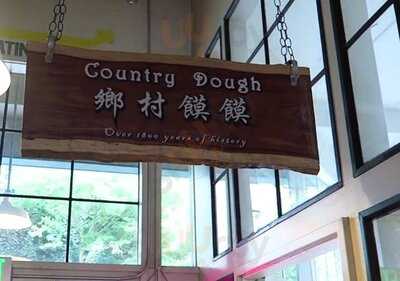 Country Dough
鄉村饃饃
Over 1800 years of history